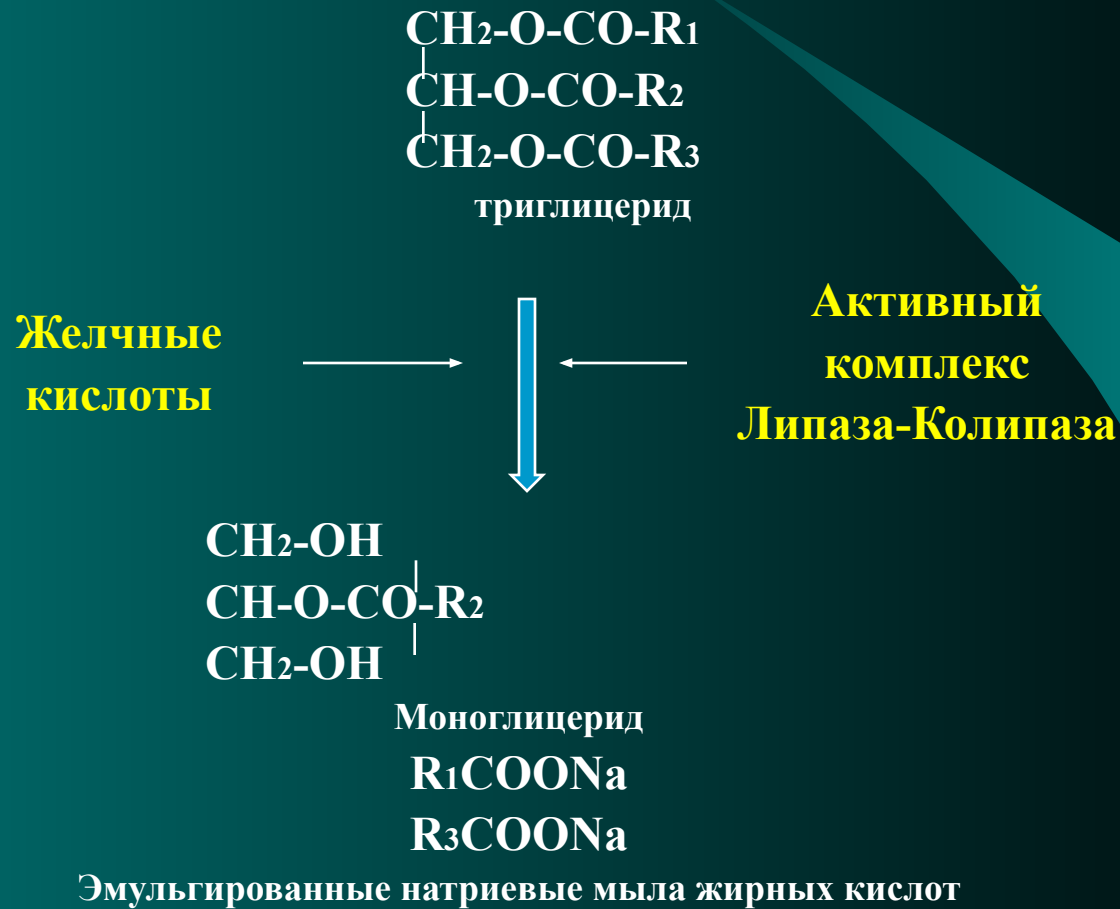 CH2-O-CO-R1
CH-O-CO-R2
CH2-O-CO-R3
триглицерид
Желчные
кислоты
Активный
комплекс
Липаза-Колипаза
CH2-OH
CH-O-CO-R2
CH2-OH
Моноглицерид
R1COONa
R3COONa
Эмульгированные натриевые мыла жирных кислот